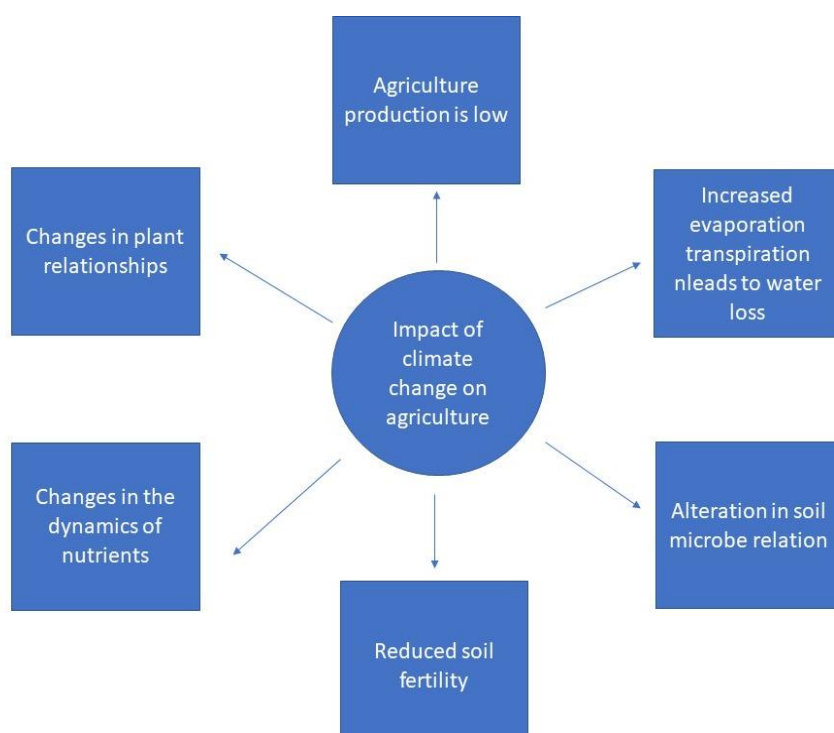 Agriculture
production is low
Changes in plant
relationships
Increased
evaporation
transpiration
nleads to water
loss
Impact of
climate
change on
agriculture
Changes in the
dynamics of
nutrients
Alteration in soil
microbe relation
Reduced soil
fertility